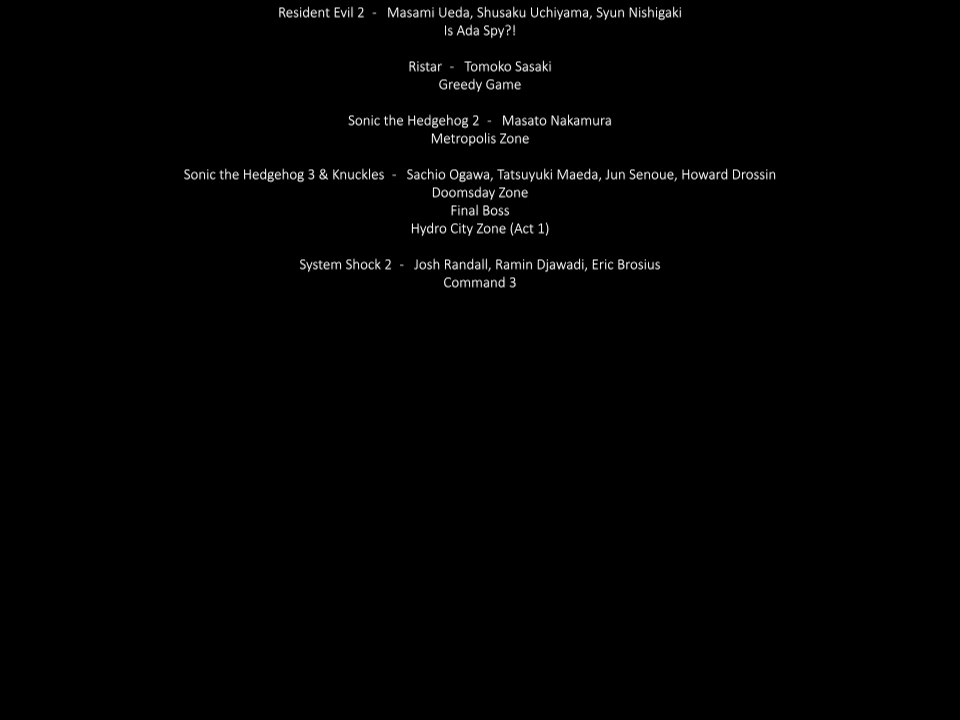 Resident Evil 2 - Masami Ueda, Shusaku Uchiyama, Syun Nishigaki
Is Ada Spy?!
Ristar - Tomoko Sasaki
Greedy Game
Sonic the Hedgehog 2 - Masato Nakamura
Metropolis Zone
Sonic the Hedgehog 3 & Knuckles - Sachio Ogawa, Tatsuyuki Maeda, Jun Senoue, Howard Drossin
Doomsday Zone
Final Boss
Hydro City Zone (Act 1)
System Shock 2 - Josh Randall, Ramin Djawadi, Eric Brosius
Command 3